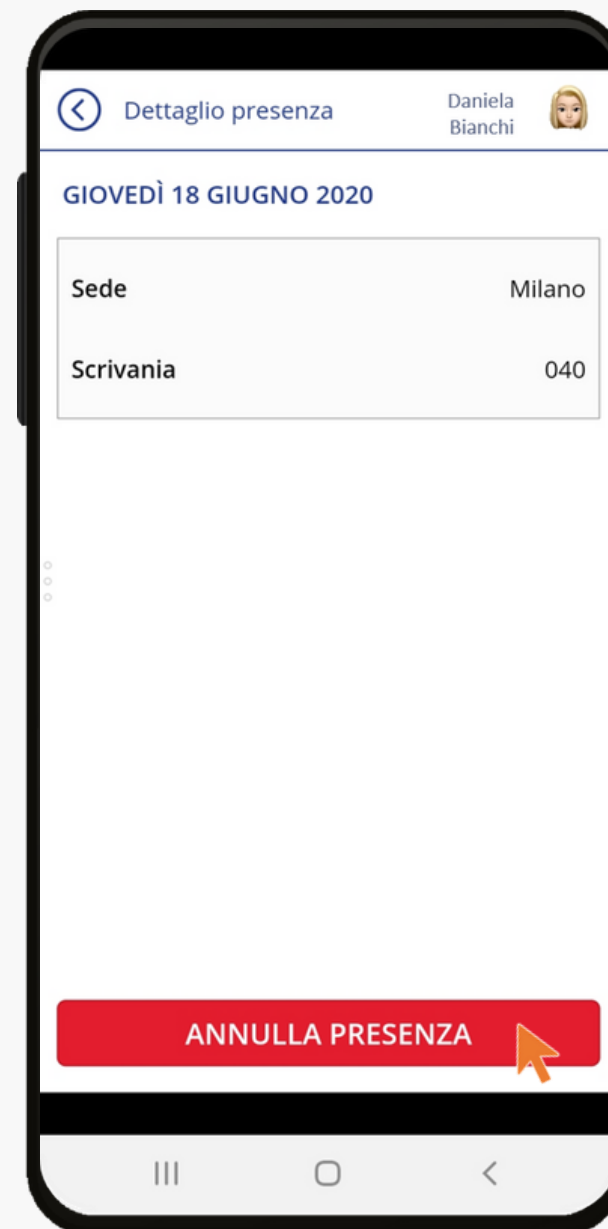 Dettaglio presenza
Daniela
Bianchi
GIOVEDÌ 18 GIUGNO 2020
Sede Milano
Scrivania 040
ANNULLA PRESENZA